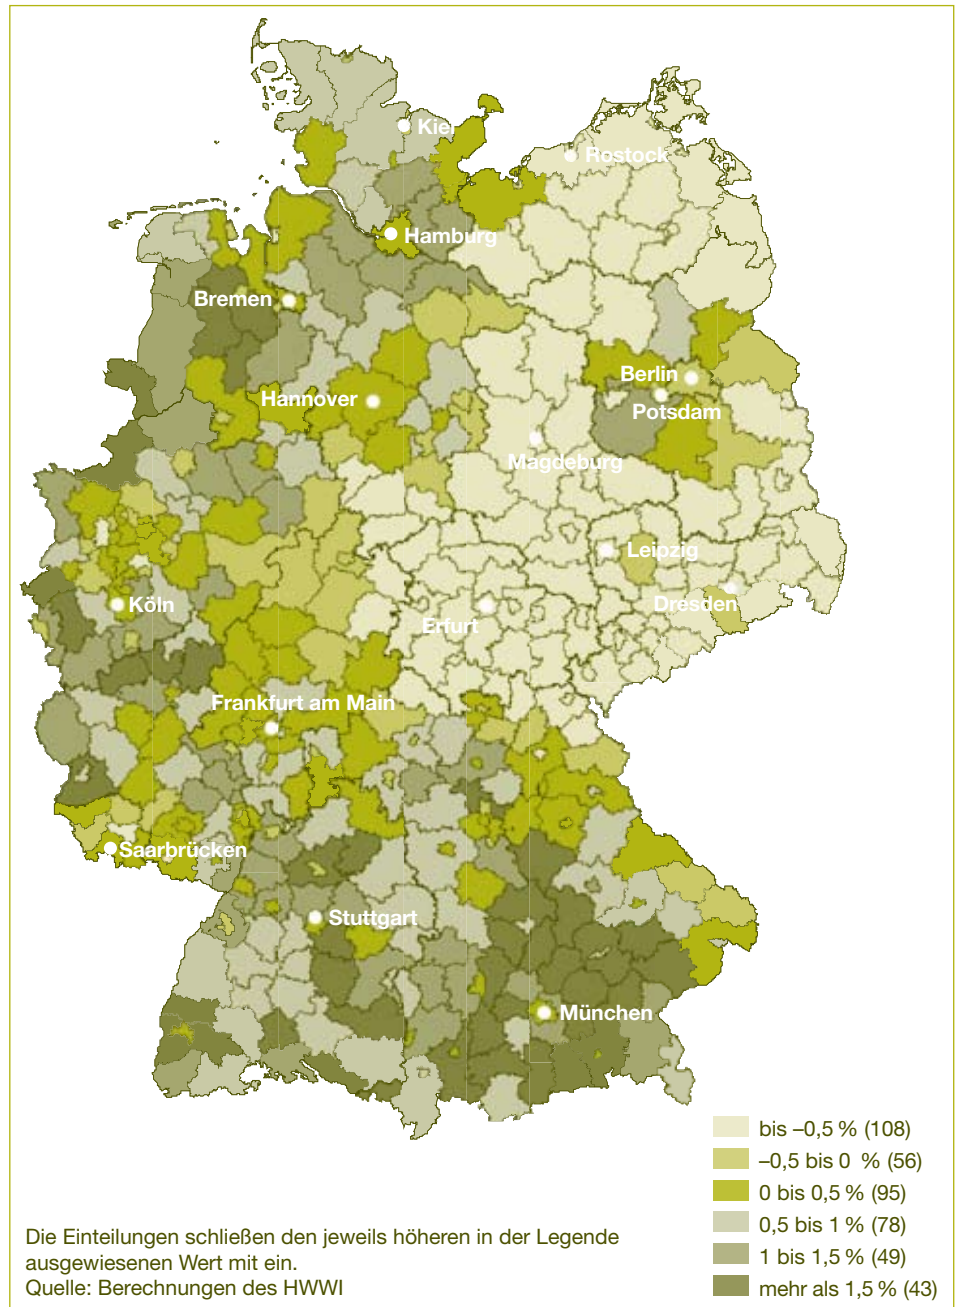 Kiel
Rostock
Hamburg
Bremen
Berlin
Hannover
Potsdam
Magdeburg
Leipzig
Köln
Dresden
Erfurt
Frankfurt am Main
Saarbrücken
Stuttgart
München
bis –0,5 % (108)
–0,5 bis 0 % (56)
0 bis 0,5 % (95)
0,5 bis 1 % (78)
1 bis 1,5 % (49)
mehr als 1,5 % (43)
Die Einteilungen schließen den jeweils höheren in der Legende
ausgewiesenen Wert mit ein.
Quelle: Berechnungen des HWWI